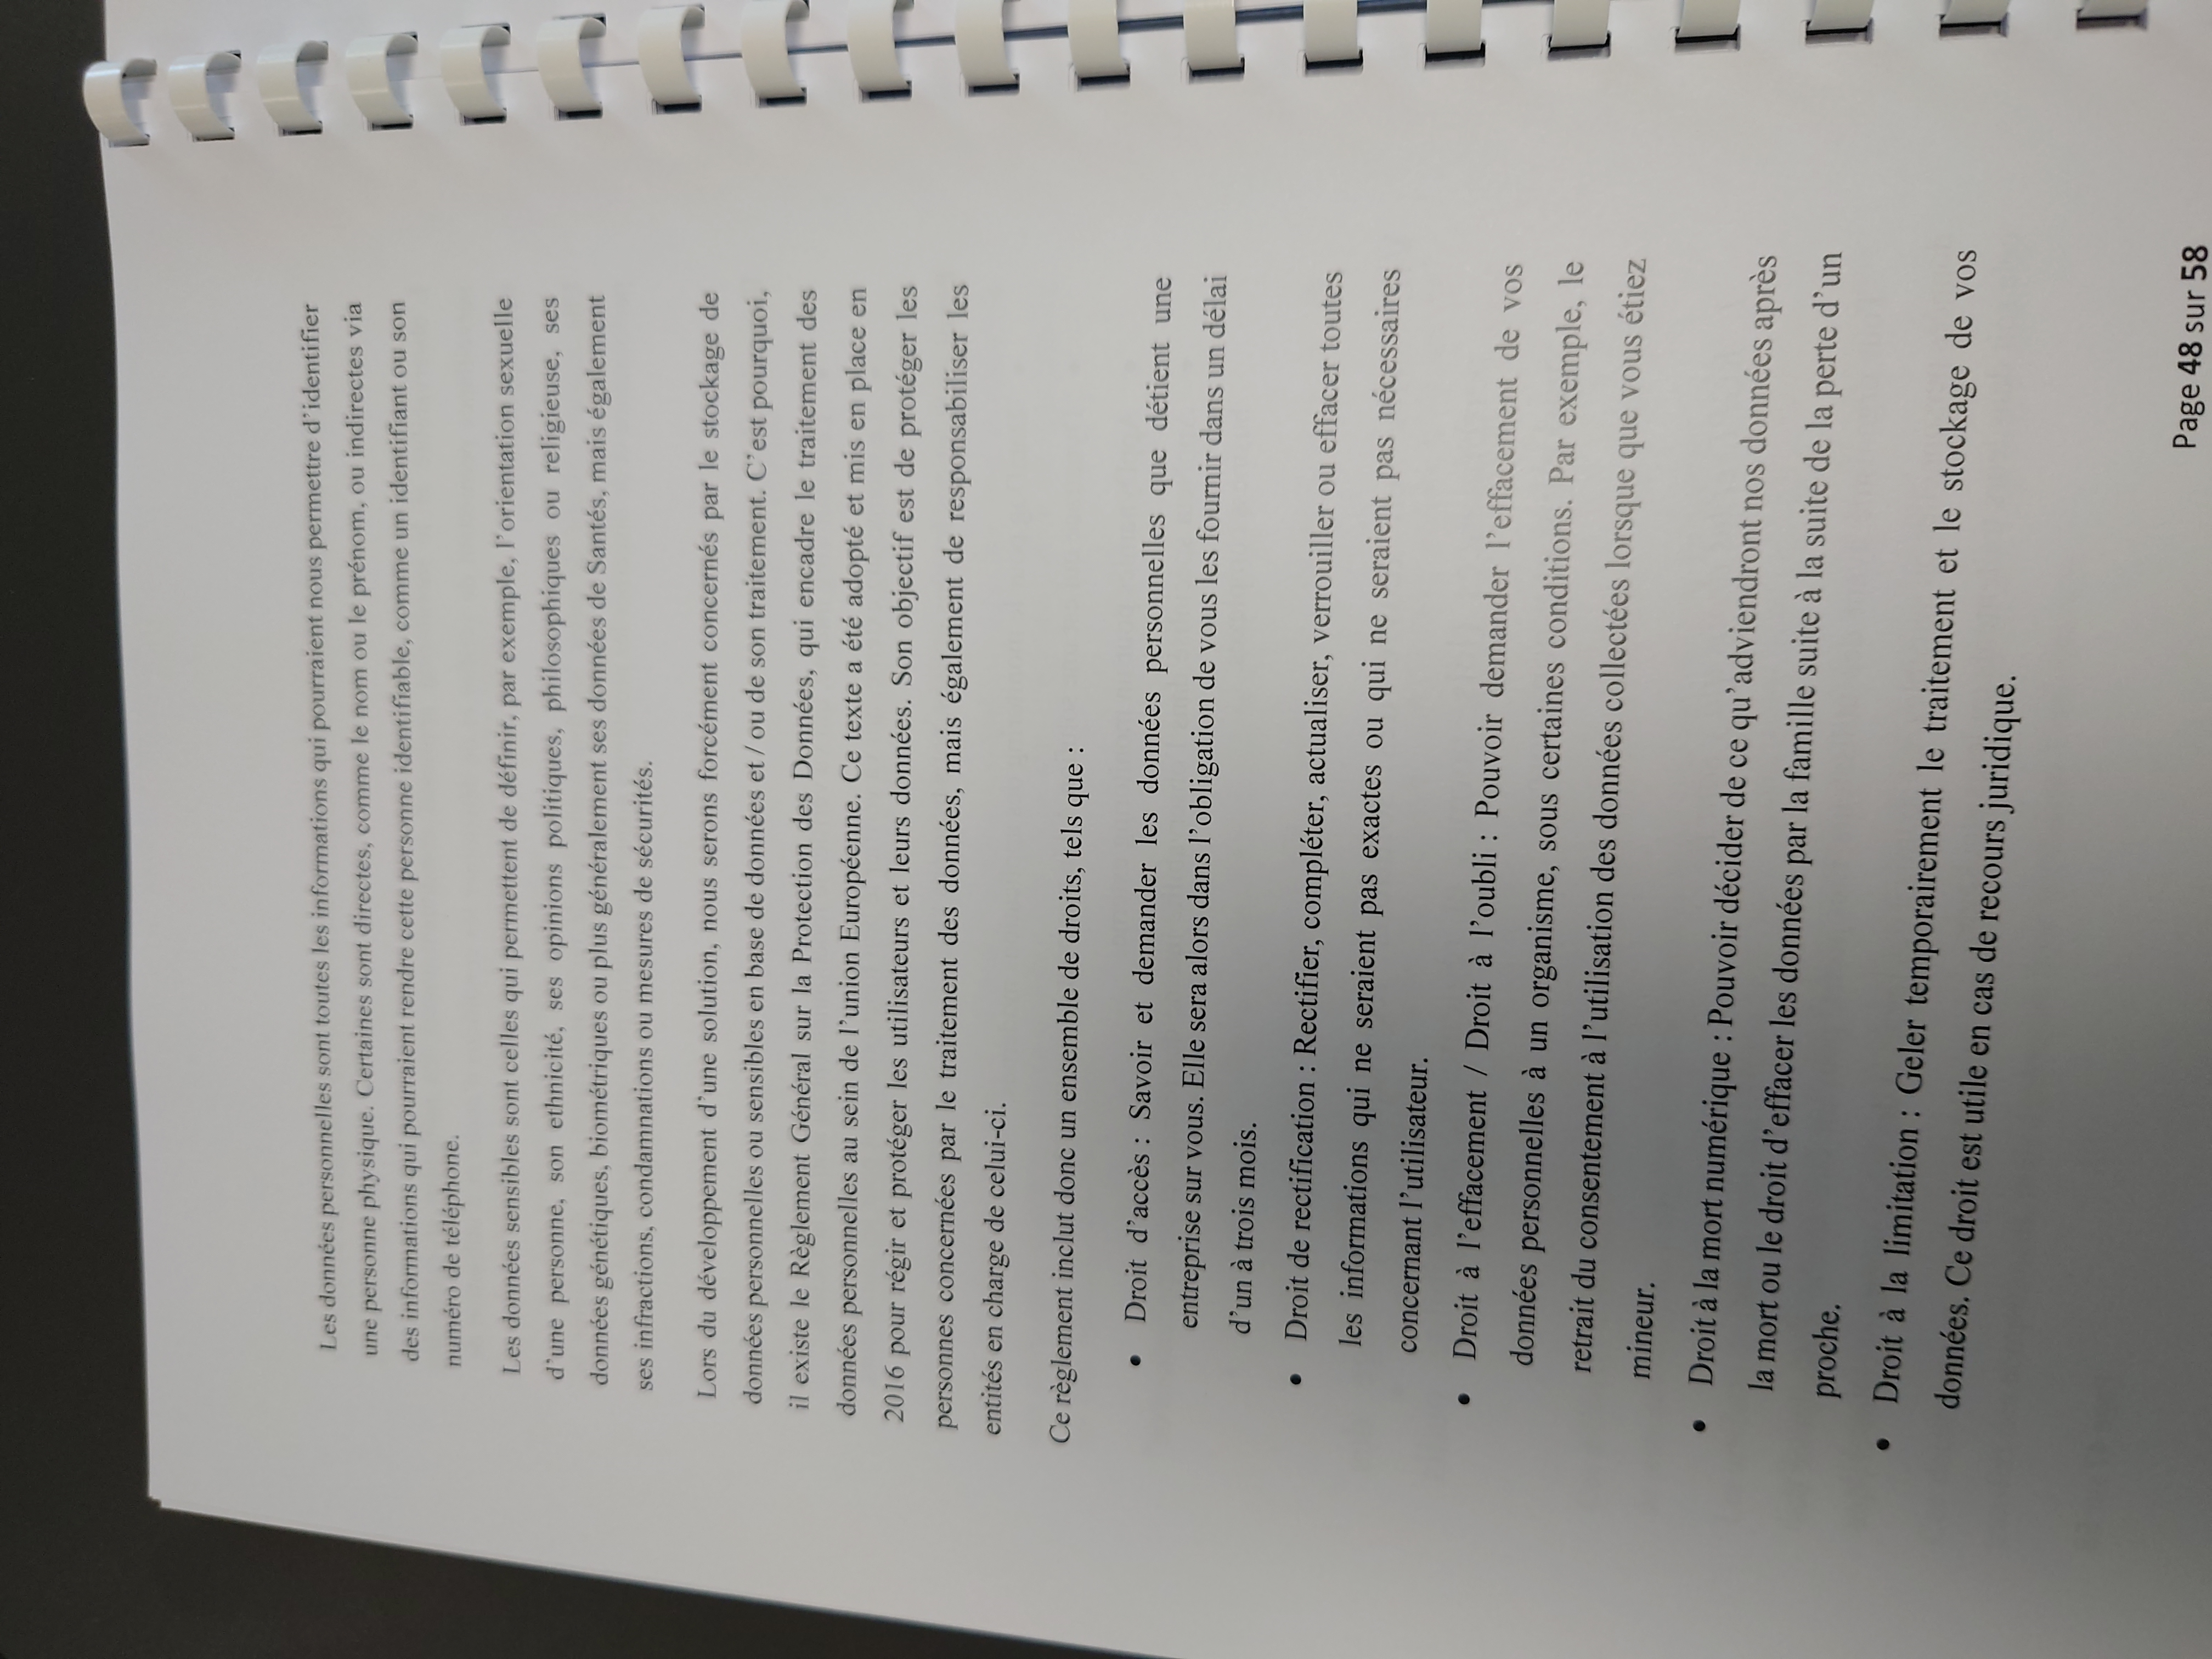 Les données personnelles sont toutes les informations qui pourraient nous permettre d'identifier
une personne physique. Certaines sont directes, comme le nom ou le prénom, ou indirectes via
des informations qui pourraient rendre cette personne identifiable, comme un identifiant ou son
numéro de téléphone.
Les données sensibles sont celles qui permettent de définir, par exemple, l'orientation sexuelle
d'une personne, son ethnicité, ses opinions politiques, philosophiques ou religieuse, ses
données génétiques, biométriques ou plus généralement ses données de Santés, mais également
ses infractions, condamnations ou mesures de sécurités.
Lors du développement d'une solution, nous serons forcément concernés par le stockage de
données personnelles ou sensibles en base de données et / ou de son traitement. C'est pourquoi,
il existe le Règlement Général sur la Protection des Données, qui encadre le traitement des
données personnelles au sein de l'union Européenne. Ce texte a été adopté et mis en place en
2016 pour régir et protéger les utilisateurs et leurs données. Son objectif est de protéger les
personnes concernées par le traitement des données, mais également de responsabiliser les
entités en charge de celui-ci.
Ce règlement inclut donc un ensemble de droits, tels que :
• Droit d'accès : Savoir et demander les données personnelles que détient une
entreprise sur vous. Elle sera alors dans l'obligation de vous les fournir dans un délai
d'un à trois mois.
• Droit de rectification : Rectifier, compléter, actualiser, verrouiller ou effacer toutes
les informations qui ne seraient pas exactes ou qui ne seraient pas nécessaires
concernant l'utilisateur.
• Droit à l'effacement / Droit à l'oubli : Pouvoir demander l'effacement de vos
données personnelles à un organisme, sous certaines conditions. Par exemple, le
retrait du consentement à l'utilisation des données collectées lorsque que vous étiez
mineur.
• Droit à la mort numérique : Pouvoir décider de ce qu'adviendront nos données après
la mort ou le droit d'effacer les données par la famille suite à la suite de la perte d'un
proche.
• Droit à la limitation : Geler temporairement le traitement et le stockage de vos
données. Ce droit est utile en cas de recours juridique.
Page 48 sur 58